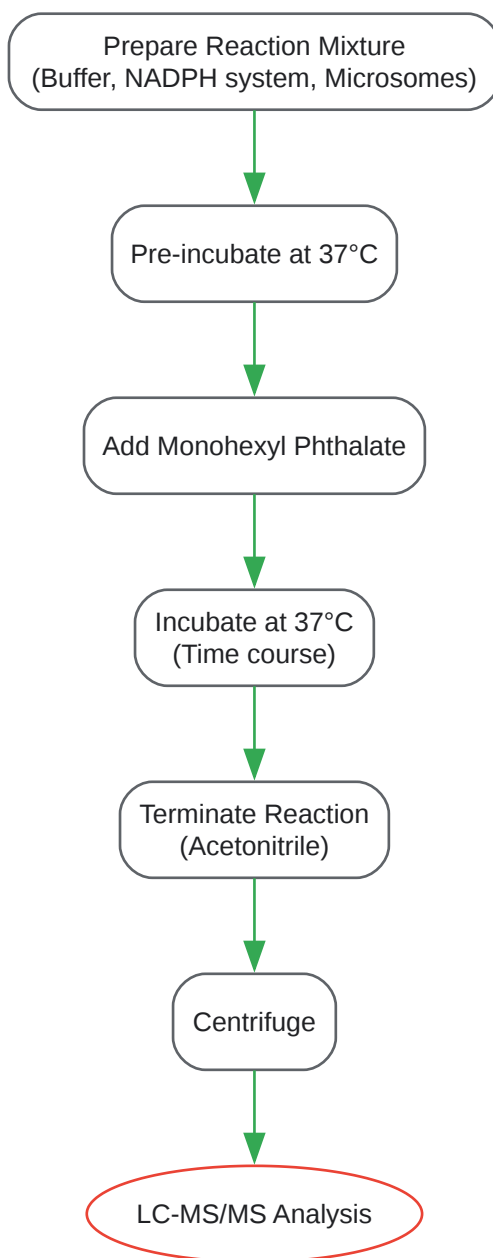 Prepare Reaction Mixture
(Buffer, NADPH system, Microsomes)
Pre-incubate at 37°C
Add Monohexyl Phthalate
Incubate at 37°C
(Time course)
Terminate Reaction
(Acetonitrile)
Centrifuge
LC-MS/MS Analysis